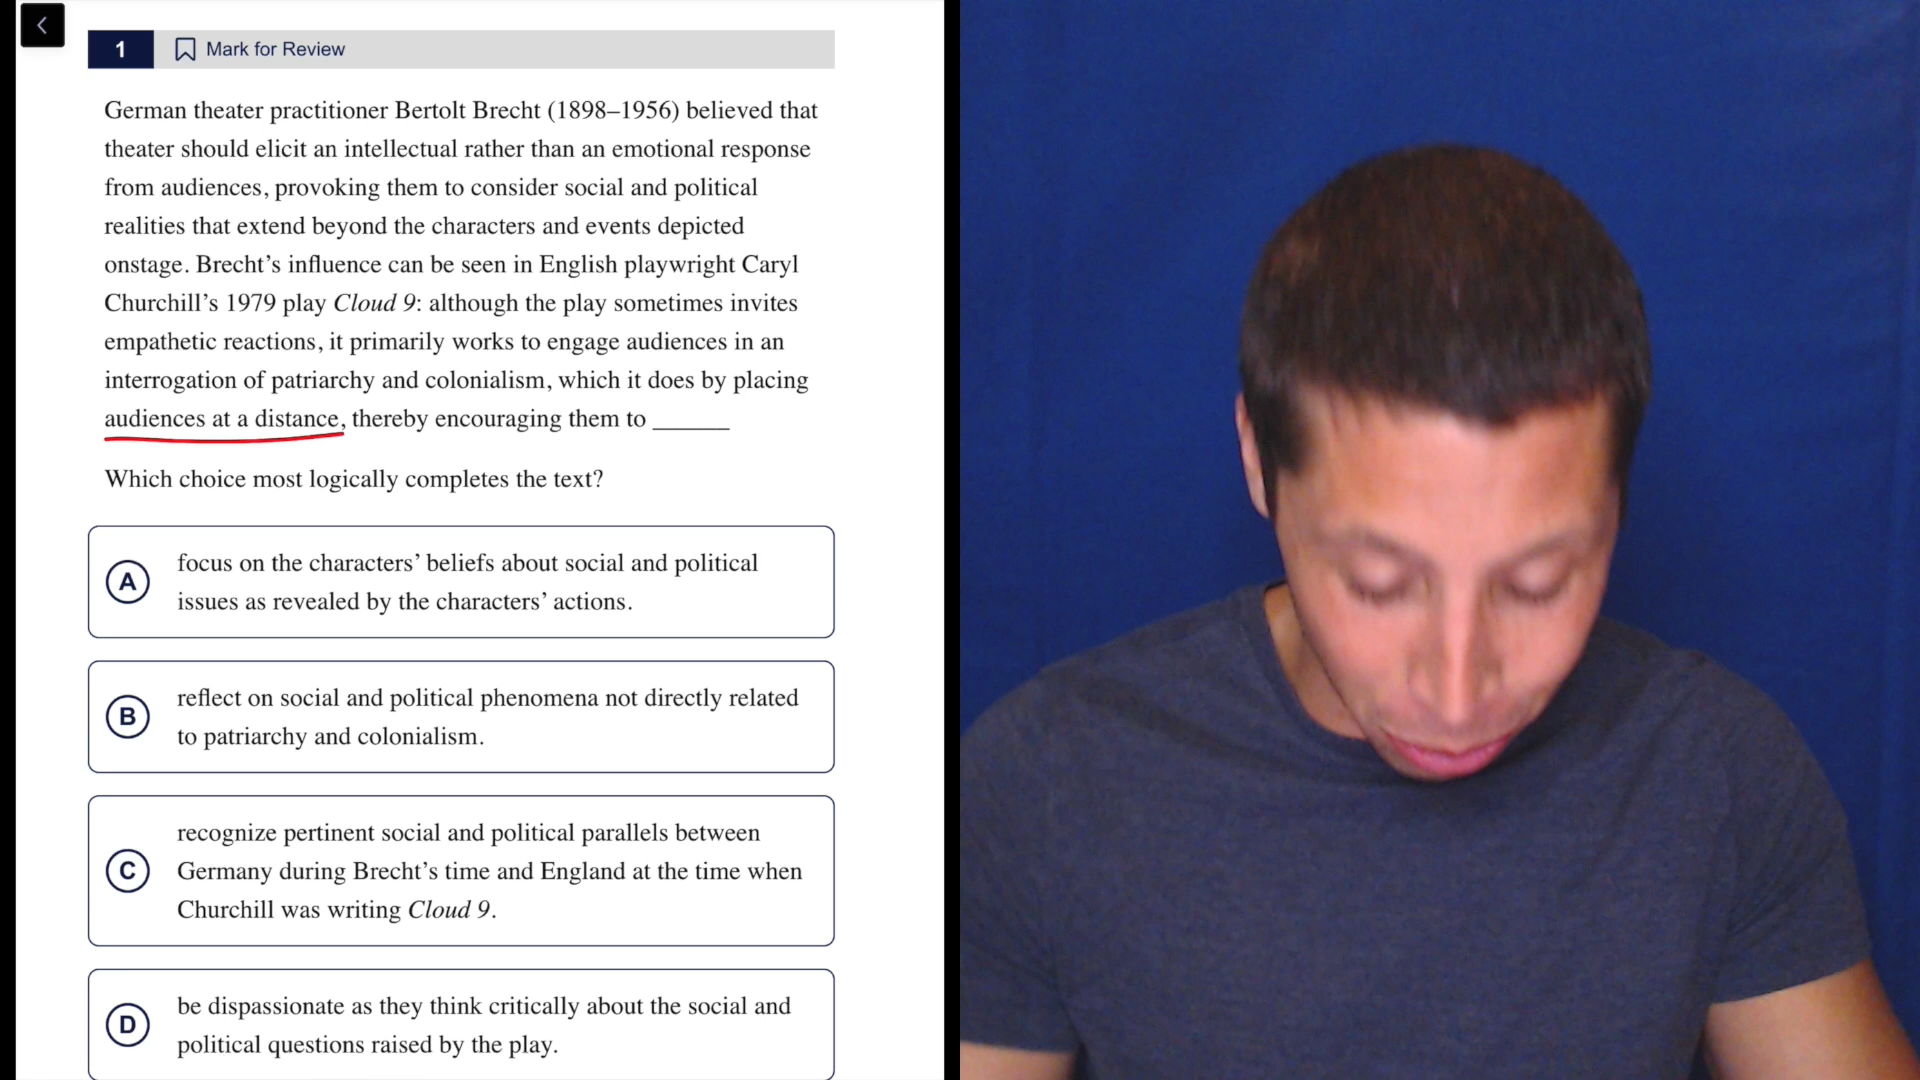 1 Mark for Review
German theater practitioner Bertolt Brecht (1898–1956) believed that
theater should elicit an intellectual rather than an emotional response
from audiences, provoking them to consider social and political
realities that extend beyond the characters and events depicted
onstage. Brecht’s influence can be seen in English playwright Caryl
Churchill’s 1979 play Cloud 9: although the play sometimes invites
empathetic reactions, it primarily works to engage audiences in an
interrogation of patriarchy and colonialism, which it does by placing
audiences at a distance, thereby encouraging them to ______
Which choice most logically completes the text?
A focus on the characters’ beliefs about social and political
issues as revealed by the characters’ actions.
B reflect on social and political phenomena not directly related
to patriarchy and colonialism.
C recognize pertinent social and political parallels between
Germany during Brecht’s time and England at the time when
Churchill was writing Cloud 9.
D be dispassionate as they think critically about the social and
political questions raised by the play.